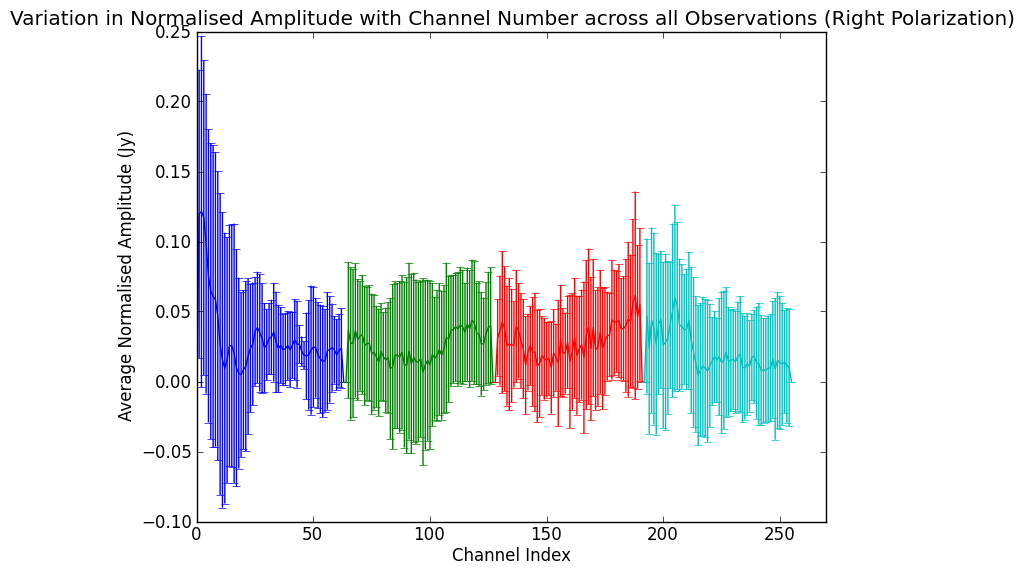 Variation in Normalised Amplitude with Channel Number across all Observations (Right Polarization)
0.25
0.20
0.15
0.10
0.05
0.00
−0.05
−0.10
Average Normalised Amplitude (Jy)
0 50 100 150 200 250
Channel Index